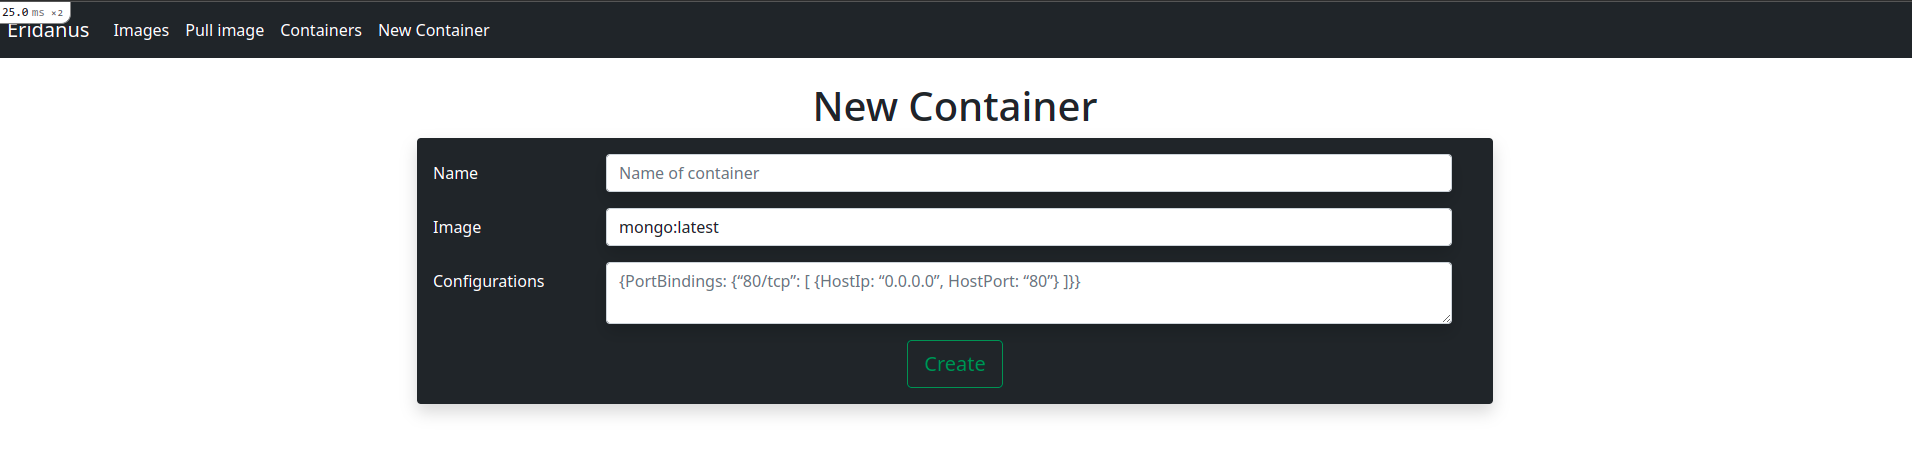 25.0 ms ×2
Eridanus Images Pull image Containers New Container
New Container
Name Name of container
Image mongo:latest
Configurations {PortBindings: {“80/tcp”: [ {HostIp: “0.0.0.0”, HostPort: “80”} ]}}
Create